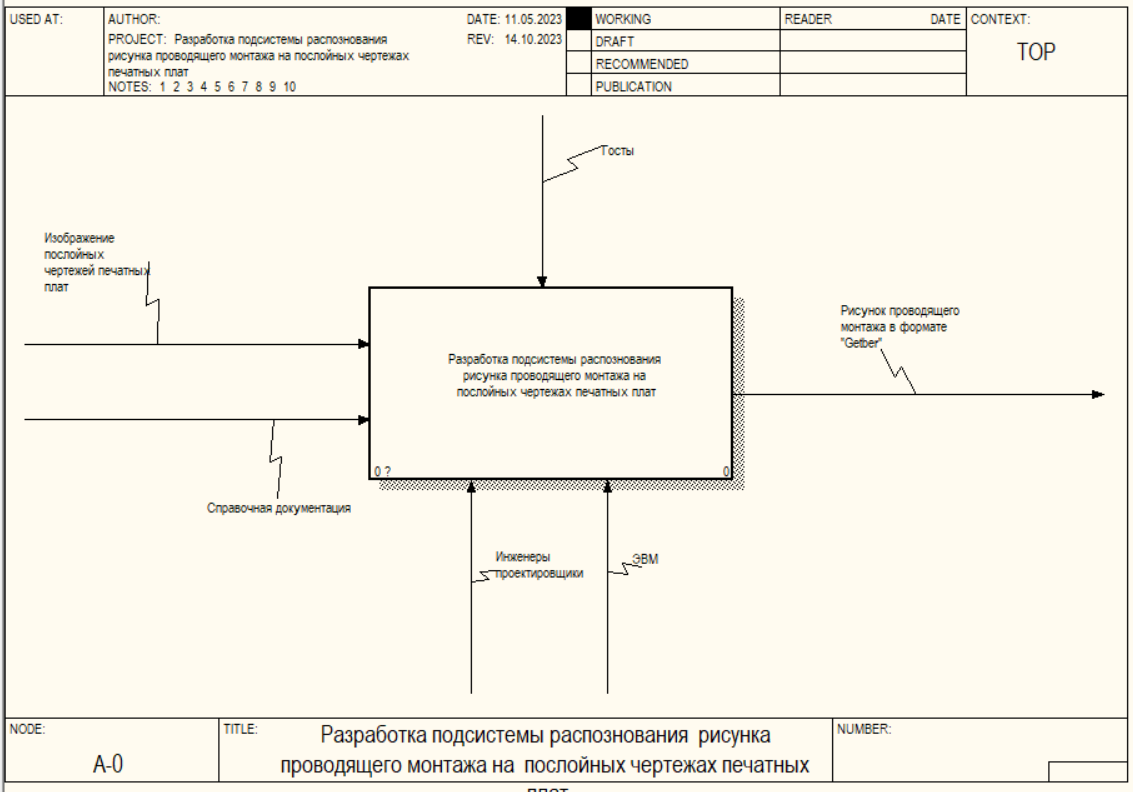 USED AT:
AUTHOR:
DATE: 11.05.2023
PROJECT: Разработка подсистемы распознования
рисунка проводящего монтажа на послойных чертежах
печатных плат
REV: 14.10.2023
NOTES: 1 2 3 4 5 6 7 8 9 10
WORKING
DRAFT
RECOMMENDED
PUBLICATION
READER
DATE
CONTEXT:
TOP
Госты
Изображение
послойных
чертежей печатных
плат
Рисунок проводящего
монтажа в формате
"Getber"
Разработка подсистемы распознования
рисунка проводящего монтажа на
послойных чертежах печатных плат
0 ?
0
Справочная документация
Инженеры
проектировщики
ЭВМ
NODE:
A-0
TITLE:
Разработка подсистемы распознования рисунка
проводящего монтажа на послойных чертежах печатных
плат
NUMBER: